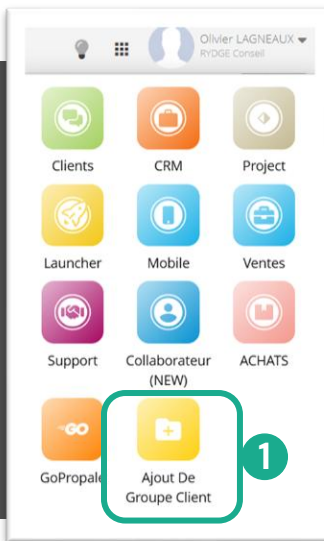 Olivier LAGNEAUX
RYDGE Conseil
Clients
CRM
Project
Launcher
Mobile
Ventes
Support
Collaborateur
(NEW)
ACHATS
GO
GoPropale
Ajout De
Groupe Client
1